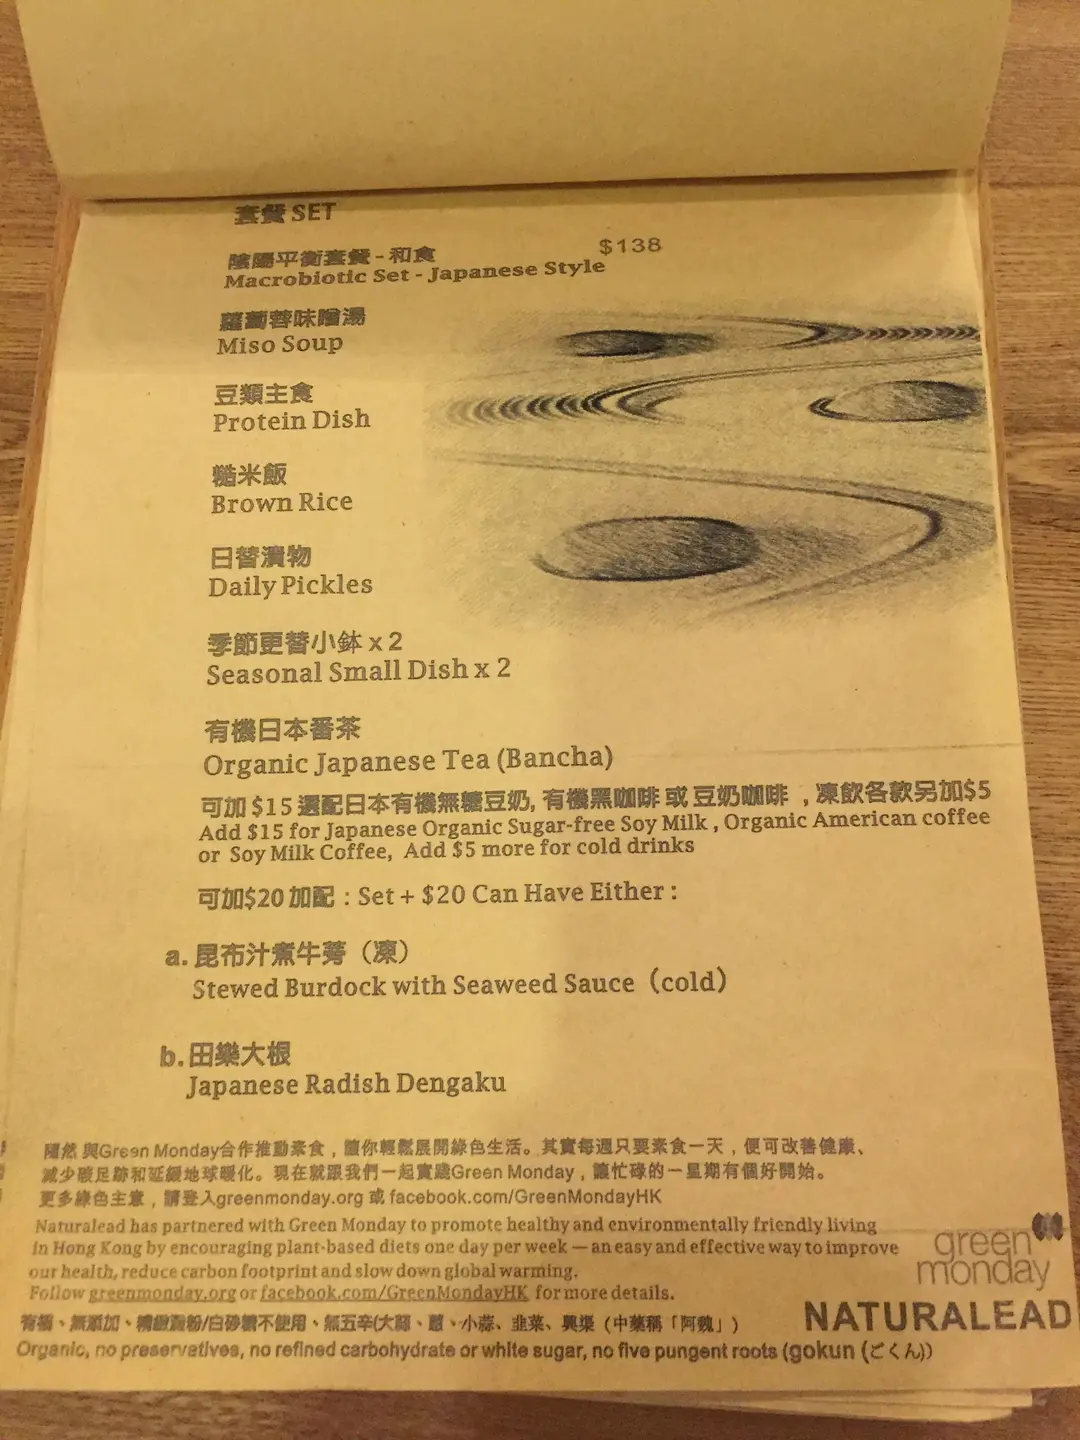 套餐 SET
陰陽平衡套餐 - 和食 $138
Macrobiotic Set - Japanese Style
蘿蔔蓉味噌湯
Miso Soup
豆類主食
Protein Dish
糙米飯
Brown Rice
日替漬物
Daily Pickles
季節更替小鉢 x 2
Seasonal Small Dish x 2
有機日本番茶
Organic Japanese Tea (Bancha)
可加 $15 選配日本有機無糖豆奶, 有機黑咖啡 或 豆奶咖啡 , 凍飲各款另加$5
Add $15 for Japanese Organic Sugar-free Soy Milk , Organic American coffee
or Soy Milk Coffee, Add $5 more for cold drinks
可加$20 加配 : Set + $20 Can Have Either :
a. 昆布汁煮牛蒡（凍）
Stewed Burdock with Seaweed Sauce（cold）
b. 田樂大根
Japanese Radish Dengaku
陽然 與Green Monday合作推動素食，讓你輕鬆展開綠色生活。其實每週只要素食一天，便可改善健康、
減少碳足跡和延緩地球暖化。現在就跟我們一起實踐Green Monday，讓忙碌的一星期有個好開始。
更多綠色主意，請登入greenmonday.org 或 facebook.com/GreenMondayHK
Naturalead has partnered with Green Monday to promote healthy and environmentally friendly living
in Hong Kong by encouraging plant-based diets one day per week — an easy and effective way to improve
our health, reduce carbon footprint and slow down global warming.
Follow greenmonday.org or facebook.com/GreenMondayHK for more details.
green
monday
NATURALEAD
有機、無添加、精緻澱粉/白砂糖不使用、無五辛(大蒜、蔥、小蒜、韭菜、興渠（中藥稱「阿魏」）
Organic, no preservatives, no refined carbohydrate or white sugar, no five pungent roots (gokun (ごくん))